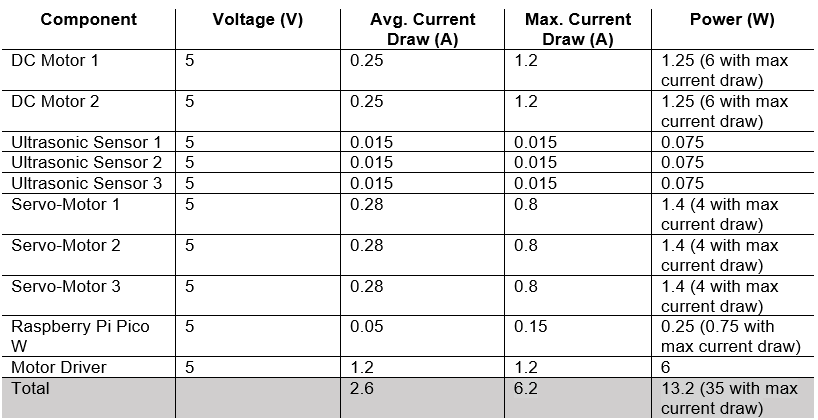 Component Voltage (V) Avg. Current Draw (A) Max. Current Draw (A) Power (W)
DC Motor 1 5 0.25 1.2 1.25 (6 with max current draw)
DC Motor 2 5 0.25 1.2 1.25 (6 with max current draw)
Ultrasonic Sensor 1 5 0.015 0.015 0.075
Ultrasonic Sensor 2 5 0.015 0.015 0.075
Ultrasonic Sensor 3 5 0.015 0.015 0.075
Servo-Motor 1 5 0.28 0.8 1.4 (4 with max current draw)
Servo-Motor 2 5 0.28 0.8 1.4 (4 with max current draw)
Servo-Motor 3 5 0.28 0.8 1.4 (4 with max current draw)
Raspberry Pi Pico W 5 0.05 0.15 0.25 (0.75 with max current draw)
Motor Driver 5 1.2 1.2 6
Total 2.6 6.2 13.2 (35 with max current draw)